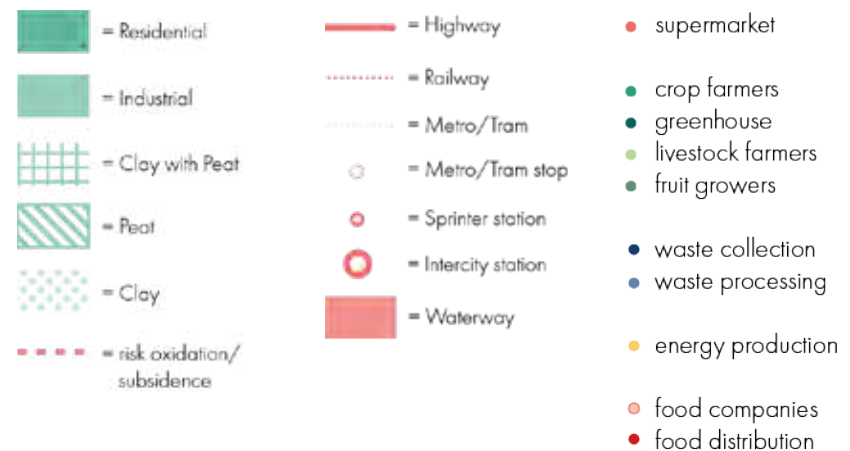 = Residential
= Industrial
= Clay with Peat
= Peat
= Clay
= risk oxidation/
subsidence
= Highway
= Railway
= Metro/Tram
= Metro/Tram stop
= Sprinter station
= Intercity station
= Waterway
supermarket
crop farmers
greenhouse
livestock farmers
fruit growers
waste collection
waste processing
energy production
food companies
food distribution